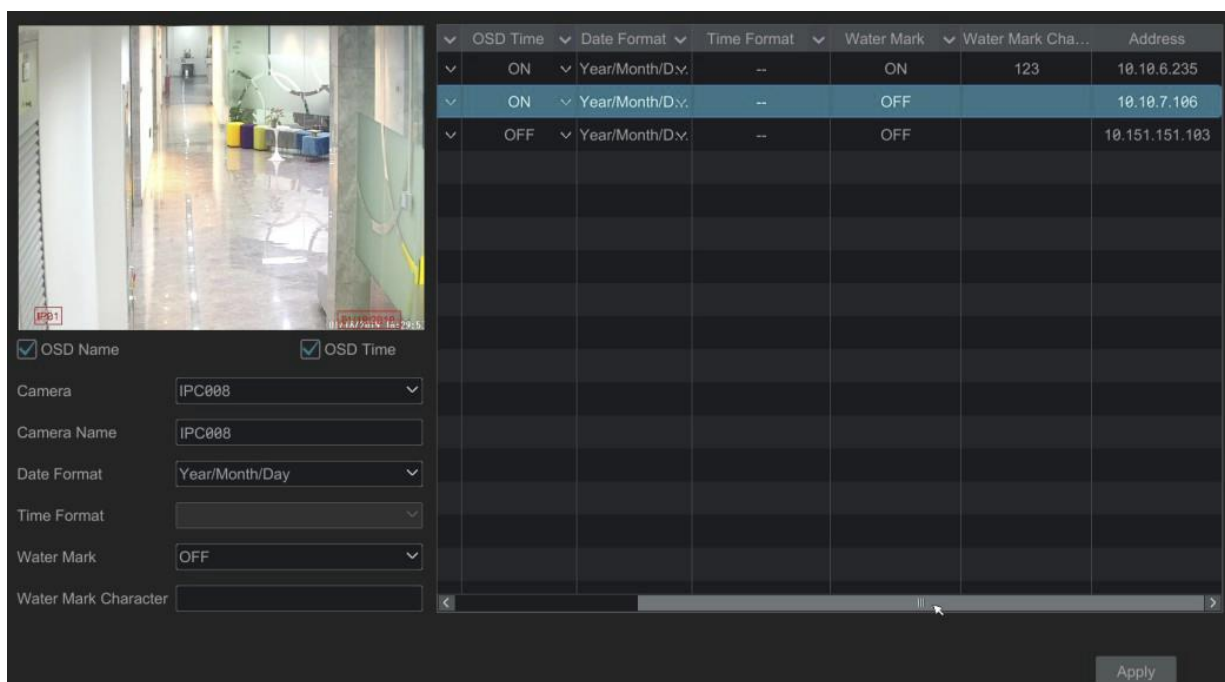 OSD Time Date Format Time Format Water Mark Water Mark Cha... Address
ON Year/Month/D... -- ON 123 10.10.6.235
ON Year/Month/D... -- OFF 10.10.7.106
OFF Year/Month/D... -- OFF 10.151.151.103
IP01
OSD Name OSD Time
Camera IPC008
Camera Name IPC008
Date Format Year/Month/Day
Time Format
Water Mark OFF
Water Mark Character
Apply